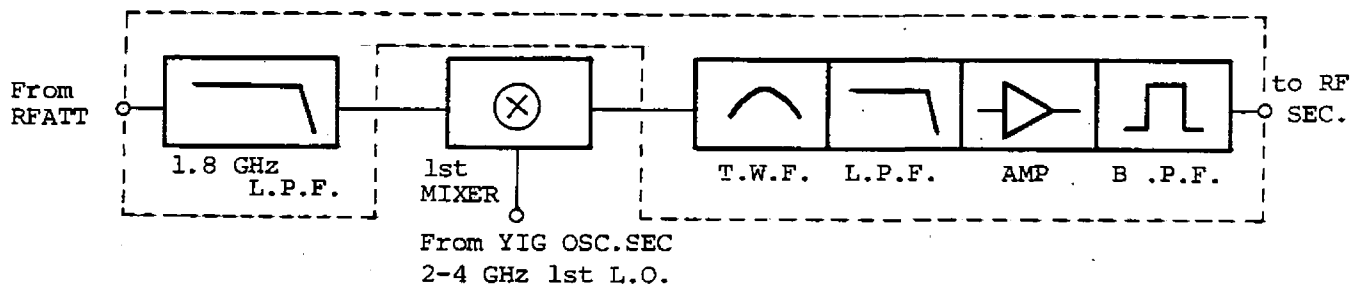 From
RFATT
1.8 GHz
L.P.F.
1st
MIXER
From YIG OSC.SEC
2-4 GHz 1st L.O.
T.W.F.
L.P.F.
AMP
B .P.F.
to RF
SEC.